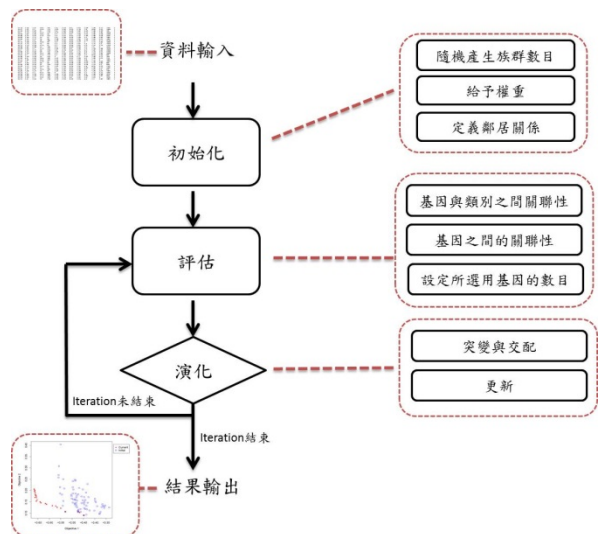 資料輸入
初始化
隨機產生族群數目
給予權重
定義鄰居關係
評估
基因與類別之間關聯性
基因之間的關聯性
設定所選用基因的數目
演化
突變與交配
更新
Iteration未結束
Iteration結束
結果輸出